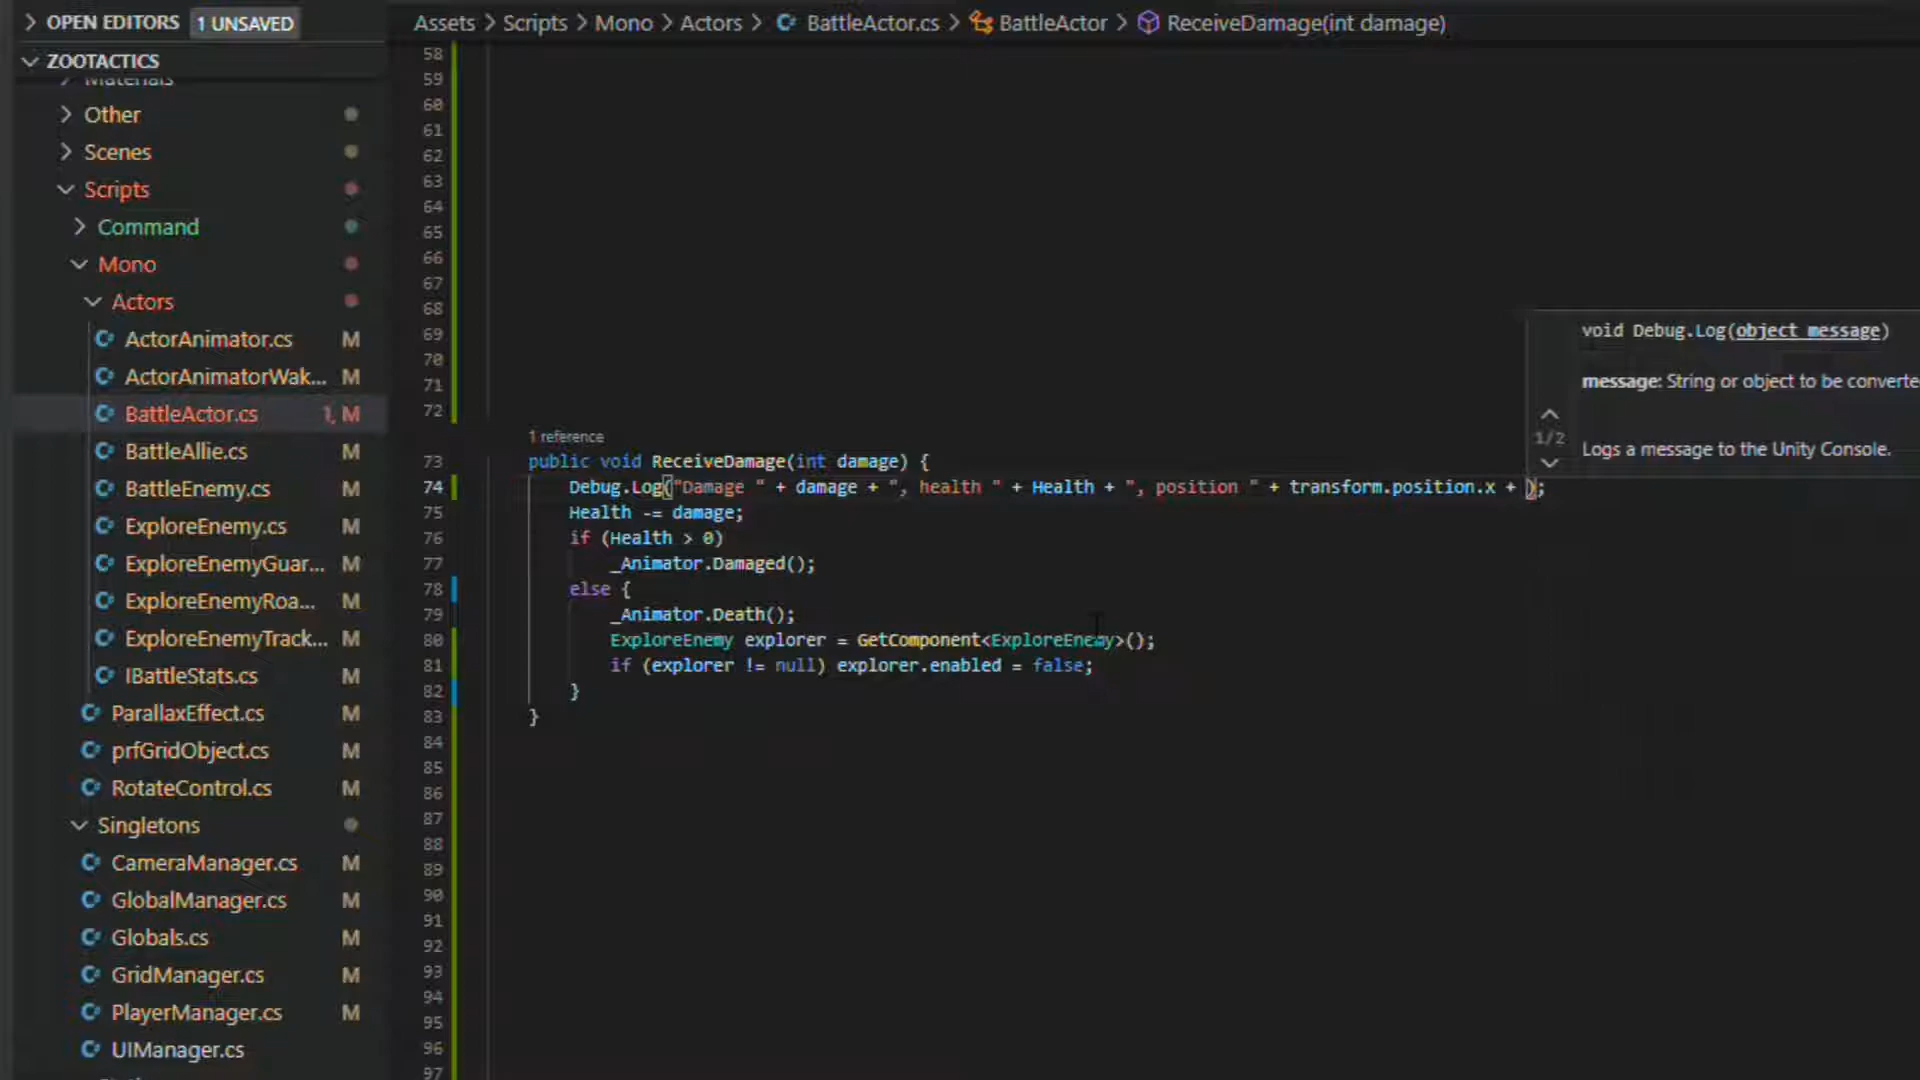 OPEN EDITORS 1 UNSAVED
ZOOTACTICS
Materials
Other
Scenes
Scripts
Command
Mono
Actors
ActorAnimator.cs M
ActorAnimatorWak... M
BattleActor.cs 1, M
BattleAllie.cs M
BattleEnemy.cs M
ExploreEnemy.cs M
ExploreEnemyGuar... M
ExploreEnemyRoa... M
ExploreEnemyTrack... M
IBattleStats.cs M
ParallaxEffect.cs M
prfGridObject.cs M
RotateControl.cs M
Singletons
CameraManager.cs M
GlobalManager.cs M
Globals.cs M
GridManager.cs M
PlayerManager.cs M
UIManager.cs
Assets > Scripts > Mono > Actors > BattleActor.cs > BattleActor > ReceiveDamage(int damage)
58
59
60
61
62
63
64
65
66
67
68
69
70
71
72
1 reference
73 public void ReceiveDamage(int damage) {
74 Debug.Log("Damage " + damage + ", health " + Health + ", position " + transform.position.x + );
75 Health -= damage;
76 if (Health > 0)
77 _Animator.Damaged();
78 else {
79 _Animator.Death();
80 ExploreEnemy explorer = GetComponent<ExploreEnemy>();
81 if (explorer != null) explorer.enabled = false;
82 }
83 }
84
85
86
87
88
89
90
91
92
93
94
95
96
97
void Debug.Log(object message)
message: String or object to be converte
1/2
Logs a message to the Unity Console.